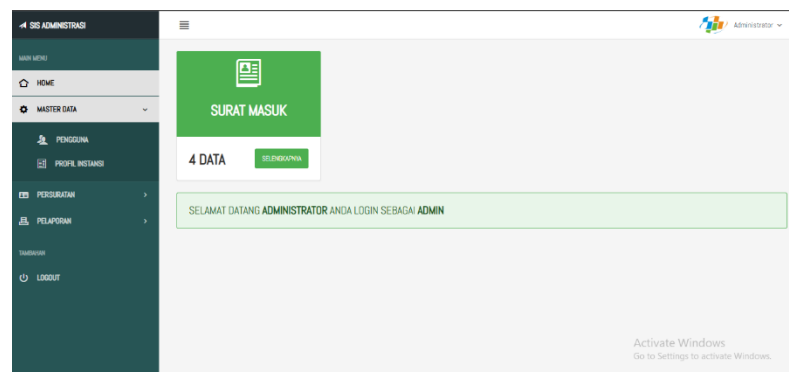 SIS ADMINISTRASI
Administrator
MAIN MENU
HOME
MASTER DATA
PENGGUNA
PROFIL INSTANSI
PERSURATAN
PELAPORAN
TAMBAHAN
LOGOUT
SURAT MASUK
4 DATA
SELENGKAPNYA
SELAMAT DATANG ADMINISTRATOR ANDA LOGIN SEBAGAI ADMIN
Activate Windows
Go to Settings to activate Windows.